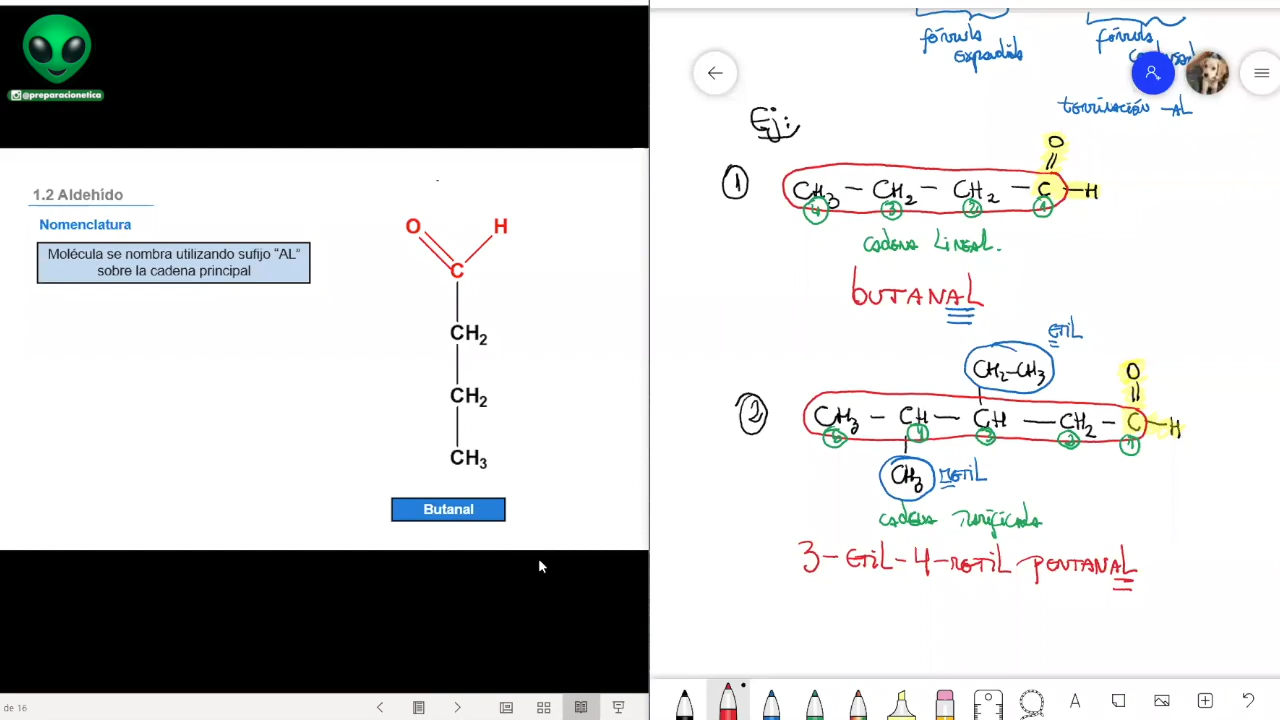 @preparacionetica
1.2 Aldehído
Nomenclatura
Molécula se nombra utilizando sufijo "AL"
sobre la cadena principal
O H
C
CH2
CH2
CH3
Butanal
de 16
fórmula
expandida
fórmula
terminación -AL
Ej:
O
1 CH3 - CH2 - CH2 - C - H
4 3 2 1
cadena lineal.
BUTANAL
etil
CH2-CH3
O
2 CH3 - CH - CH - CH2 - C - H
5 4 3 2 1
CH3 metil
cadena ramificada
3-etil-4-metil pentanal
A